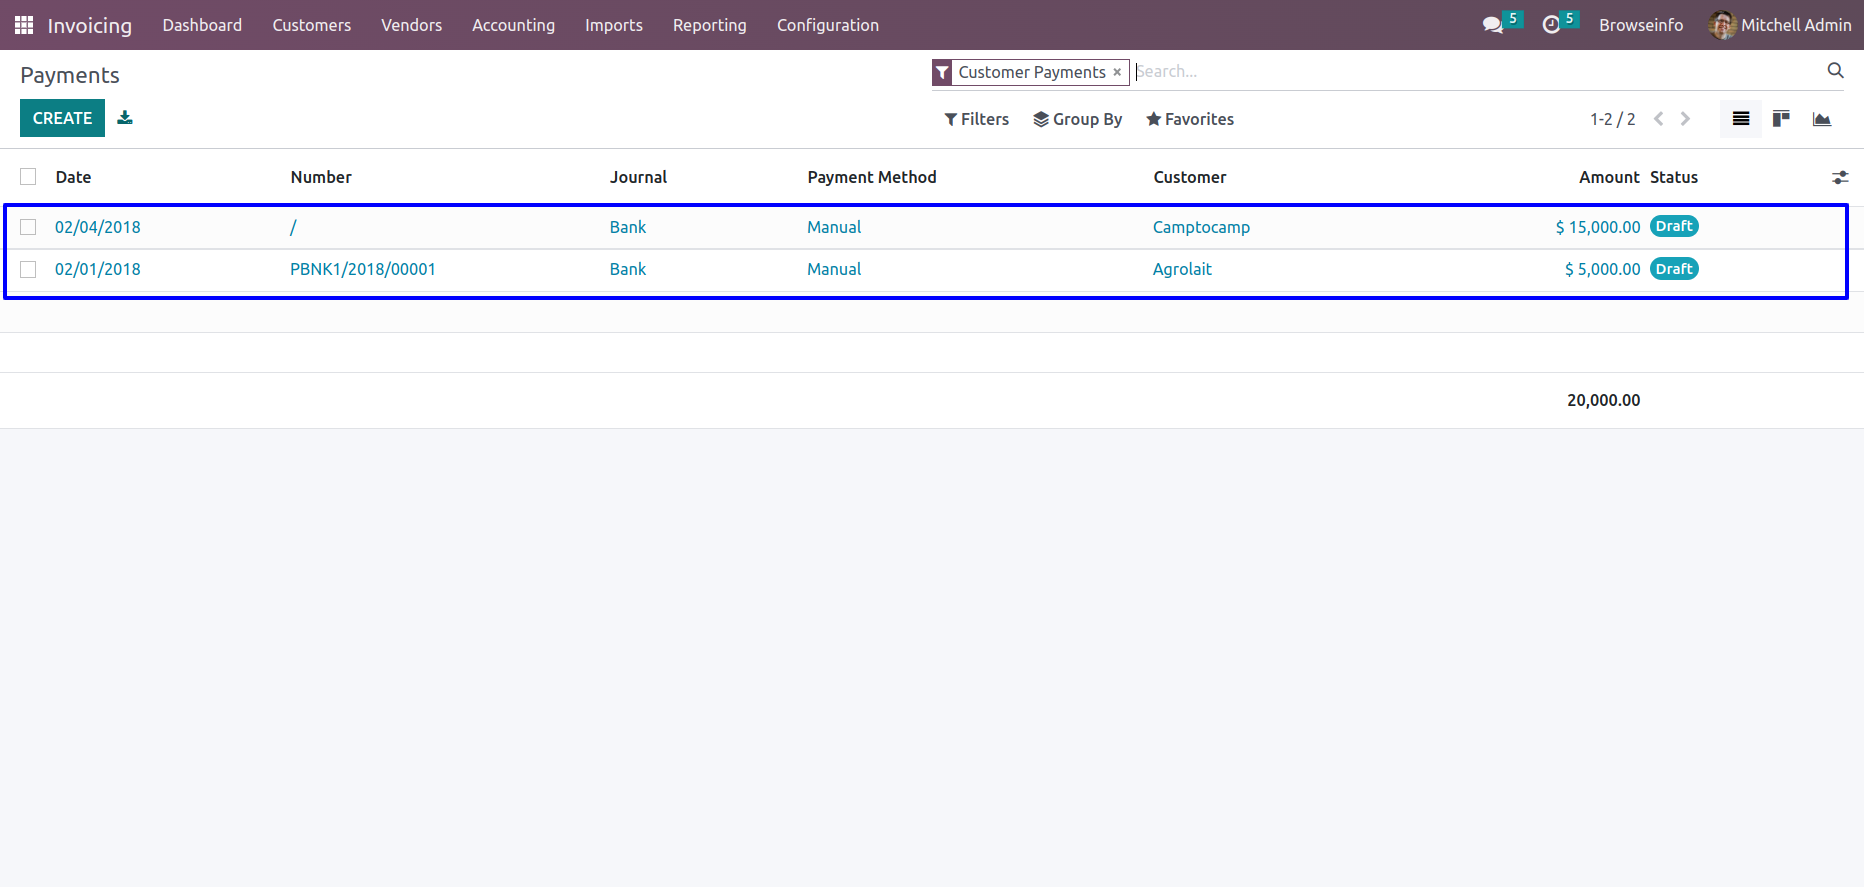 Invoicing Dashboard Customers Vendors Accounting Imports Reporting Configuration 5 5 Browseinfo Mitchell Admin
Payments Customer Payments × Search...
CREATE Filters Group By Favorites 1-2 / 2
Date Number Journal Payment Method Customer Amount Status
02/04/2018 / Bank Manual Camptocamp $ 15,000.00 Draft
02/01/2018 PBNK1/2018/00001 Bank Manual Agrolait $ 5,000.00 Draft
20,000.00